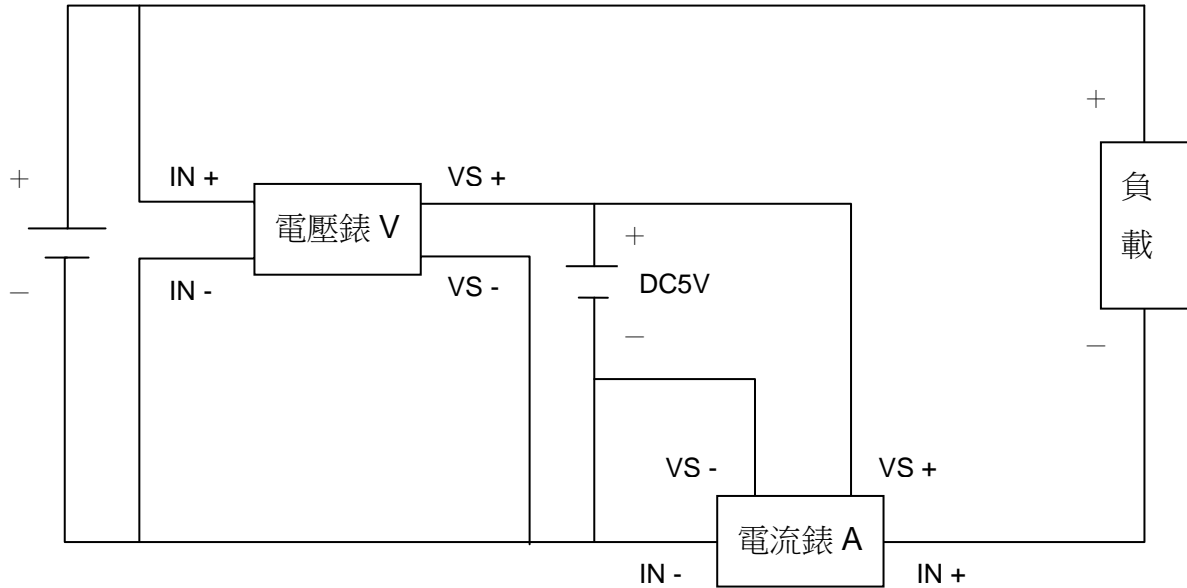 +
+
IN +
VS +
負
載
+
電壓錶 V
+
DC5V
IN -
VS -
−
−
−
VS -
VS +
電流錶 A
IN -
IN +